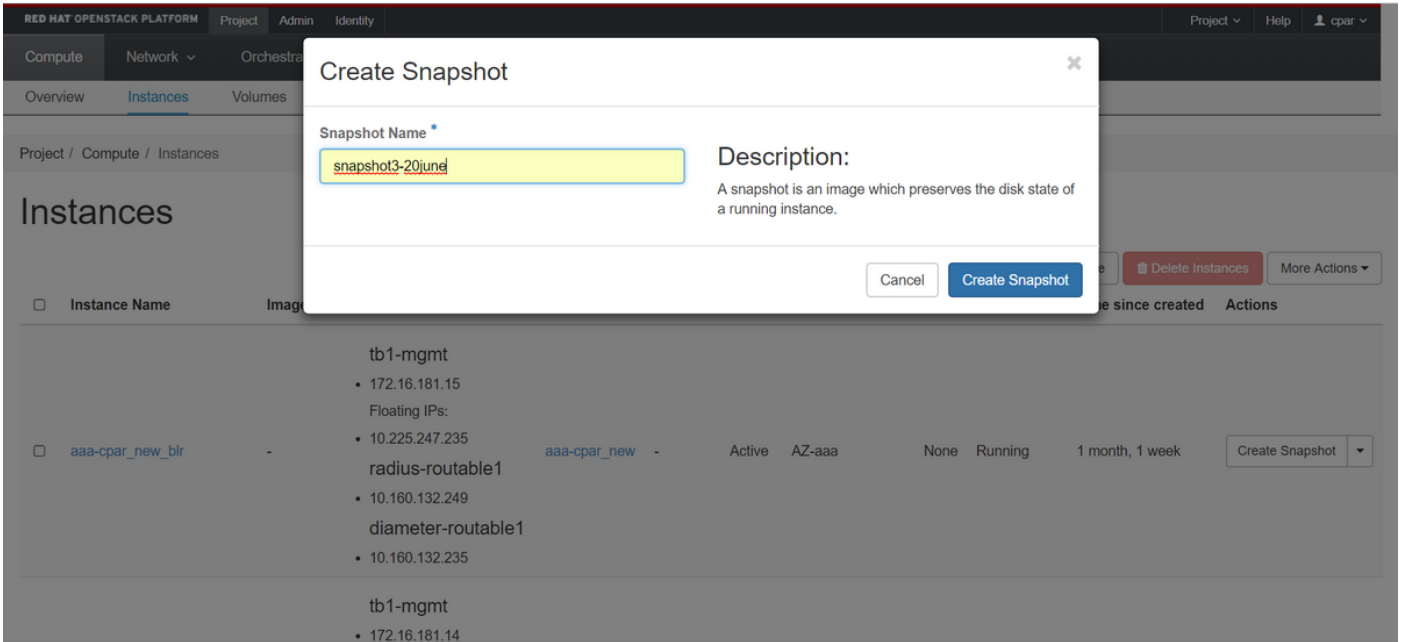 RED HAT OPENSTACK PLATFORM Project Admin Identity Project Help cpar
Compute Network Orchestra
Overview Instances Volumes
Create Snapshot
×
Snapshot Name *
snapshot3-20june
Description:
A snapshot is an image which preserves the disk state of
a running instance.
Cancel Create Snapshot
Project / Compute / Instances
Instances
e Delete Instances More Actions
Instance Name Image e since created Actions
tb1-mgmt
• 172.16.181.15
Floating IPs:
• 10.225.247.235
aaa-cpar_new_blr - aaa-cpar_new - Active AZ-aaa None Running 1 month, 1 week Create Snapshot
radius-routable1
• 10.160.132.249
diameter-routable1
• 10.160.132.235
tb1-mgmt
• 172.16.181.14